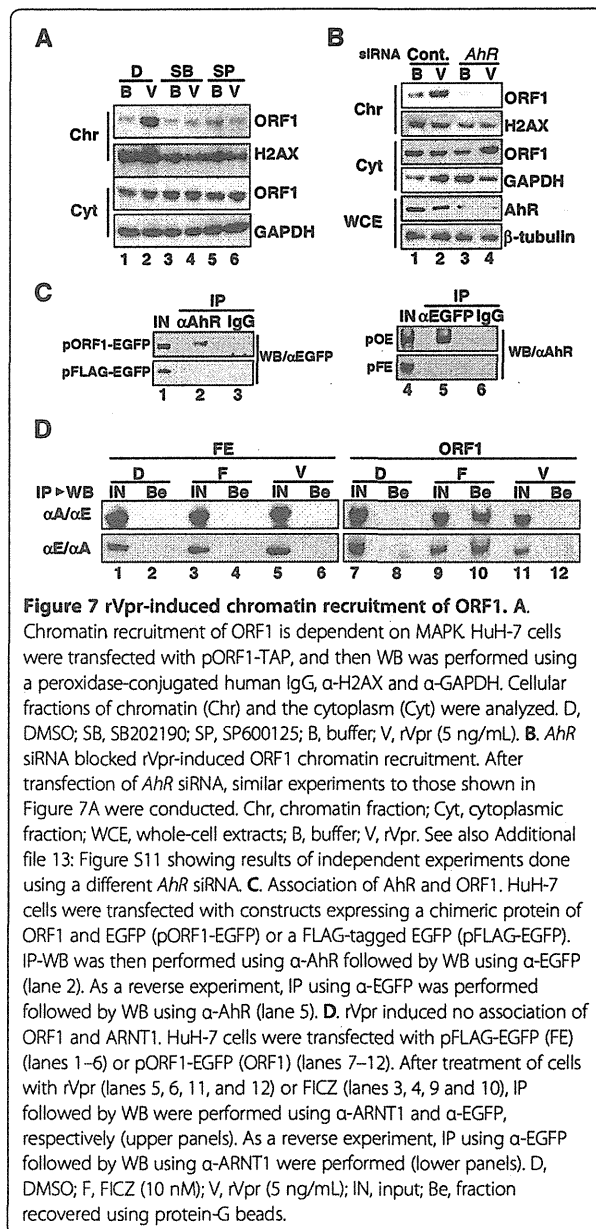 A
D SB SP
B V B V B V
Chr
ORF1
H2AX
Cyt
ORF1
GAPDH
1 2 3 4 5 6
B
siRNA Cont. AhR
B V B V
Chr
ORF1
H2AX
Cyt
ORF1
GAPDH
WCE
AhR
β-tubulin
1 2 3 4
C
IP
IN αAhR IgG
pORF1-EGFP
pFLAG-EGFP
WB/αEGFP
1 2 3
IP
IN αEGFP IgG
pOE
pFE
WB/αAhR
4 5 6
D
FE ORF1
D F V D F V
IP▶WB IN Be IN Be IN Be IN Be IN Be IN Be
αA/αE
αE/αA
1 2 3 4 5 6 7 8 9 10 11 12
Figure 7 rVpr-induced chromatin recruitment of ORF1. A.
Chromatin recruitment of ORF1 is dependent on MAPK. HuH-7 cells
were transfected with pORF1-TAP, and then WB was performed using
a peroxidase-conjugated human IgG, α-H2AX and α-GAPDH. Cellular
fractions of chromatin (Chr) and the cytoplasm (Cyt) were analyzed. D,
DMSO; SB, SB202190; SP, SP600125; B, buffer; V, rVpr (5 ng/mL). B. AhR
siRNA blocked rVpr-induced ORF1 chromatin recruitment. After
transfection of AhR siRNA, similar experiments to those shown in
Figure 7A were conducted. Chr, chromatin fraction; Cyt, cytoplasmic
fraction; WCE, whole-cell extracts; B, buffer; V, rVpr. See also Additional
file 13: Figure S11 showing results of independent experiments done
using a different AhR siRNA. C. Association of AhR and ORF1. HuH-7
cells were transfected with constructs expressing a chimeric protein of
ORF1 and EGFP (pORF1-EGFP) or a FLAG-tagged EGFP (pFLAG-EGFP).
IP-WB was then performed using α-AhR followed by WB using α-EGFP
(lane 2). As a reverse experiment, IP using α-EGFP was performed
followed by WB using α-AhR (lane 5). D. rVpr induced no association of
ORF1 and ARNT1. HuH-7 cells were transfected with pFLAG-EGFP (FE)
(lanes 1–6) or pORF1-EGFP (ORF1) (lanes 7–12). After treatment of cells
with rVpr (lanes 5, 6, 11, and 12) or FICZ (lanes 3, 4, 9 and 10), IP
followed by WB were performed using α-ARNT1 and α-EGFP,
respectively (upper panels). As a reverse experiment, IP using α-EGFP
followed by WB using α-ARNT1 were performed (lower panels). D,
DMSO; F, FICZ (10 nM); V, rVpr (5 ng/mL); IN, input; Be, fraction
recovered using protein-G beads.